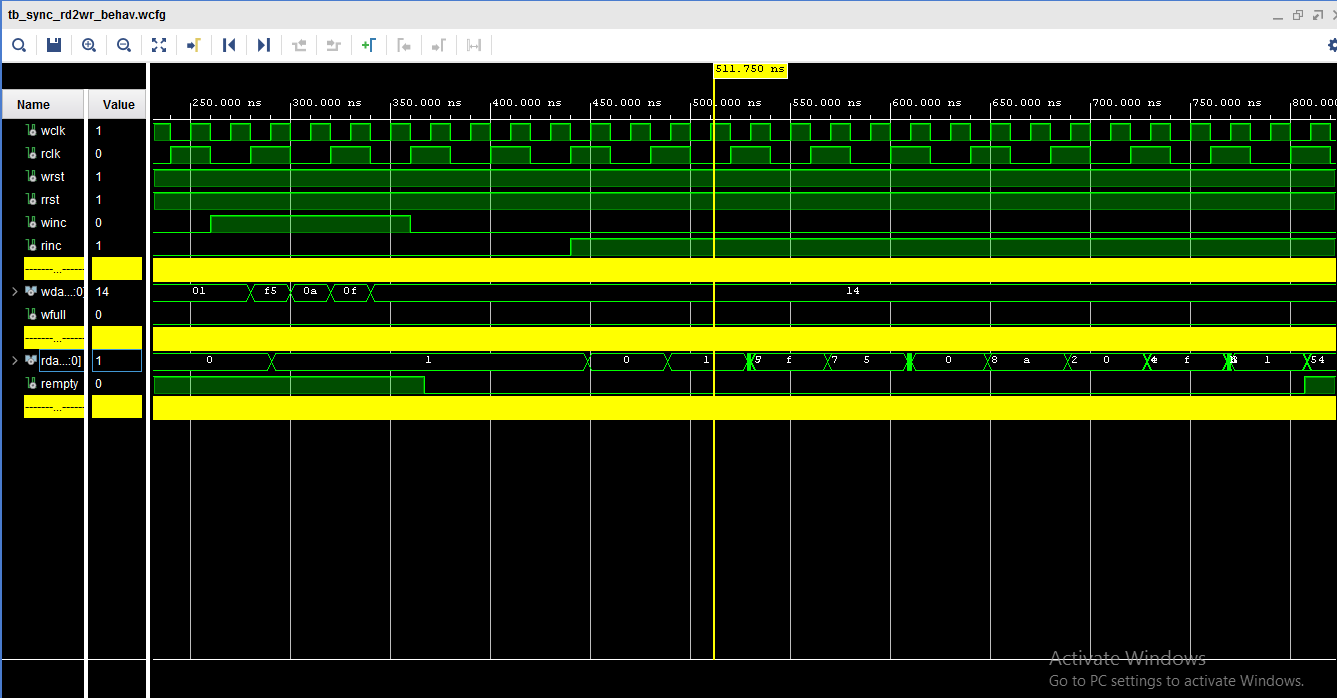 tb_sync_rd2wr_behav.wcfg
511.750 ns
Name Value
250.000 ns 300.000 ns 350.000 ns 400.000 ns 450.000 ns 500.000 ns 550.000 ns 600.000 ns 650.000 ns 700.000 ns 750.000 ns 800.000
wclk 1
rclk 0
wrst 1
rrst 1
winc 0
rinc 1
-------...------
wda...:0] 14 01 f5 0a 0f 14
wfull 0
-------...------
rda...:0] 1 0 1 0 1 f 7 5 0 8 a 2 0 f 1 54
rempty 0
-------...------
Activate Windows
Go to PC settings to activate Windows.